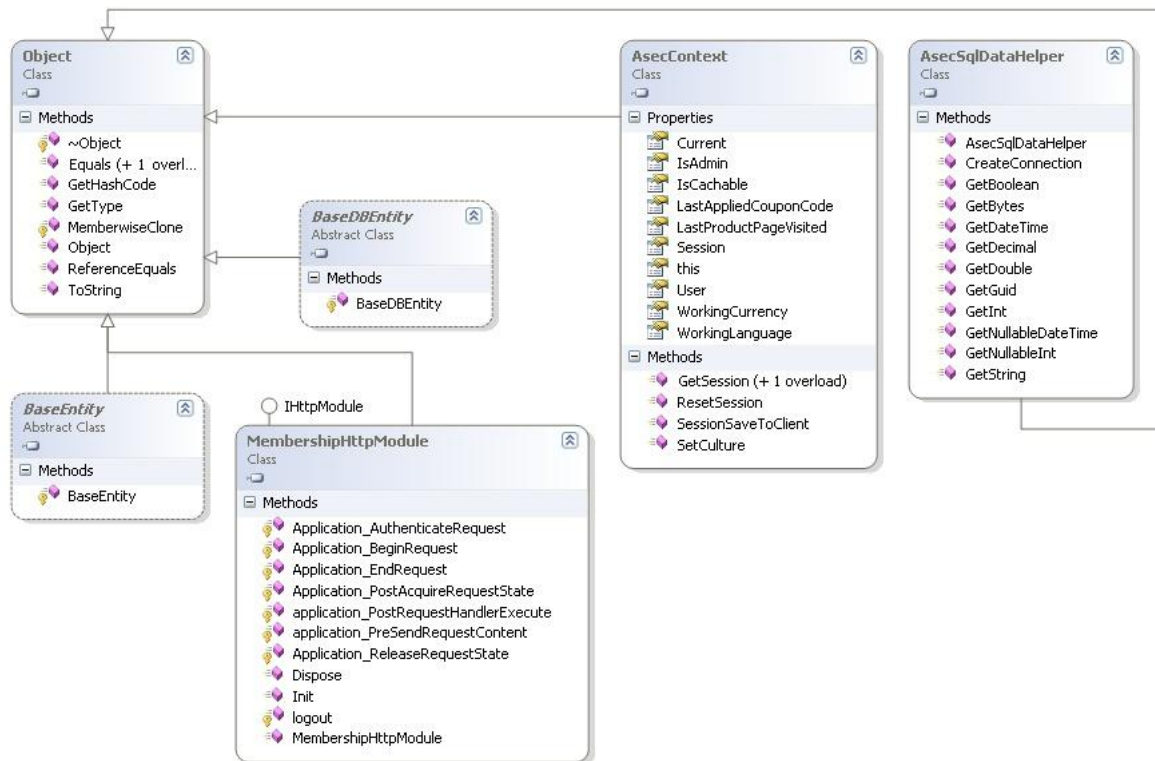 Object
Class
Methods
~Object
Equals (+ 1 overl...
GetHashCode
GetType
MemberwiseClone
Object
ReferenceEquals
ToString
BaseDBEntity
Abstract Class
Methods
BaseDBEntity
AsecContext
Class
Properties
Current
IsAdmin
IsCachable
LastAppliedCouponCode
LastProductPageVisited
Session
this
User
WorkingCurrency
WorkingLanguage
Methods
GetSession (+ 1 overload)
ResetSession
SessionSaveToClient
SetCulture
AsecSqlDataHelper
Class
Methods
AsecSqlDataHelper
CreateConnection
GetBoolean
GetBytes
GetDateTime
GetDecimal
GetDouble
GetGuid
GetInt
GetNullableDateTime
GetNullableInt
GetString
BaseEntity
Abstract Class
Methods
BaseEntity
IHttpModule
MembershipHttpModule
Class
Methods
Application_AuthenticateRequest
Application_BeginRequest
Application_EndRequest
Application_PostAcquireRequestState
application_PostRequestHandlerExecute
application_PreSendRequestContent
Application_ReleaseRequestState
Dispose
Init
logout
MembershipHttpModule